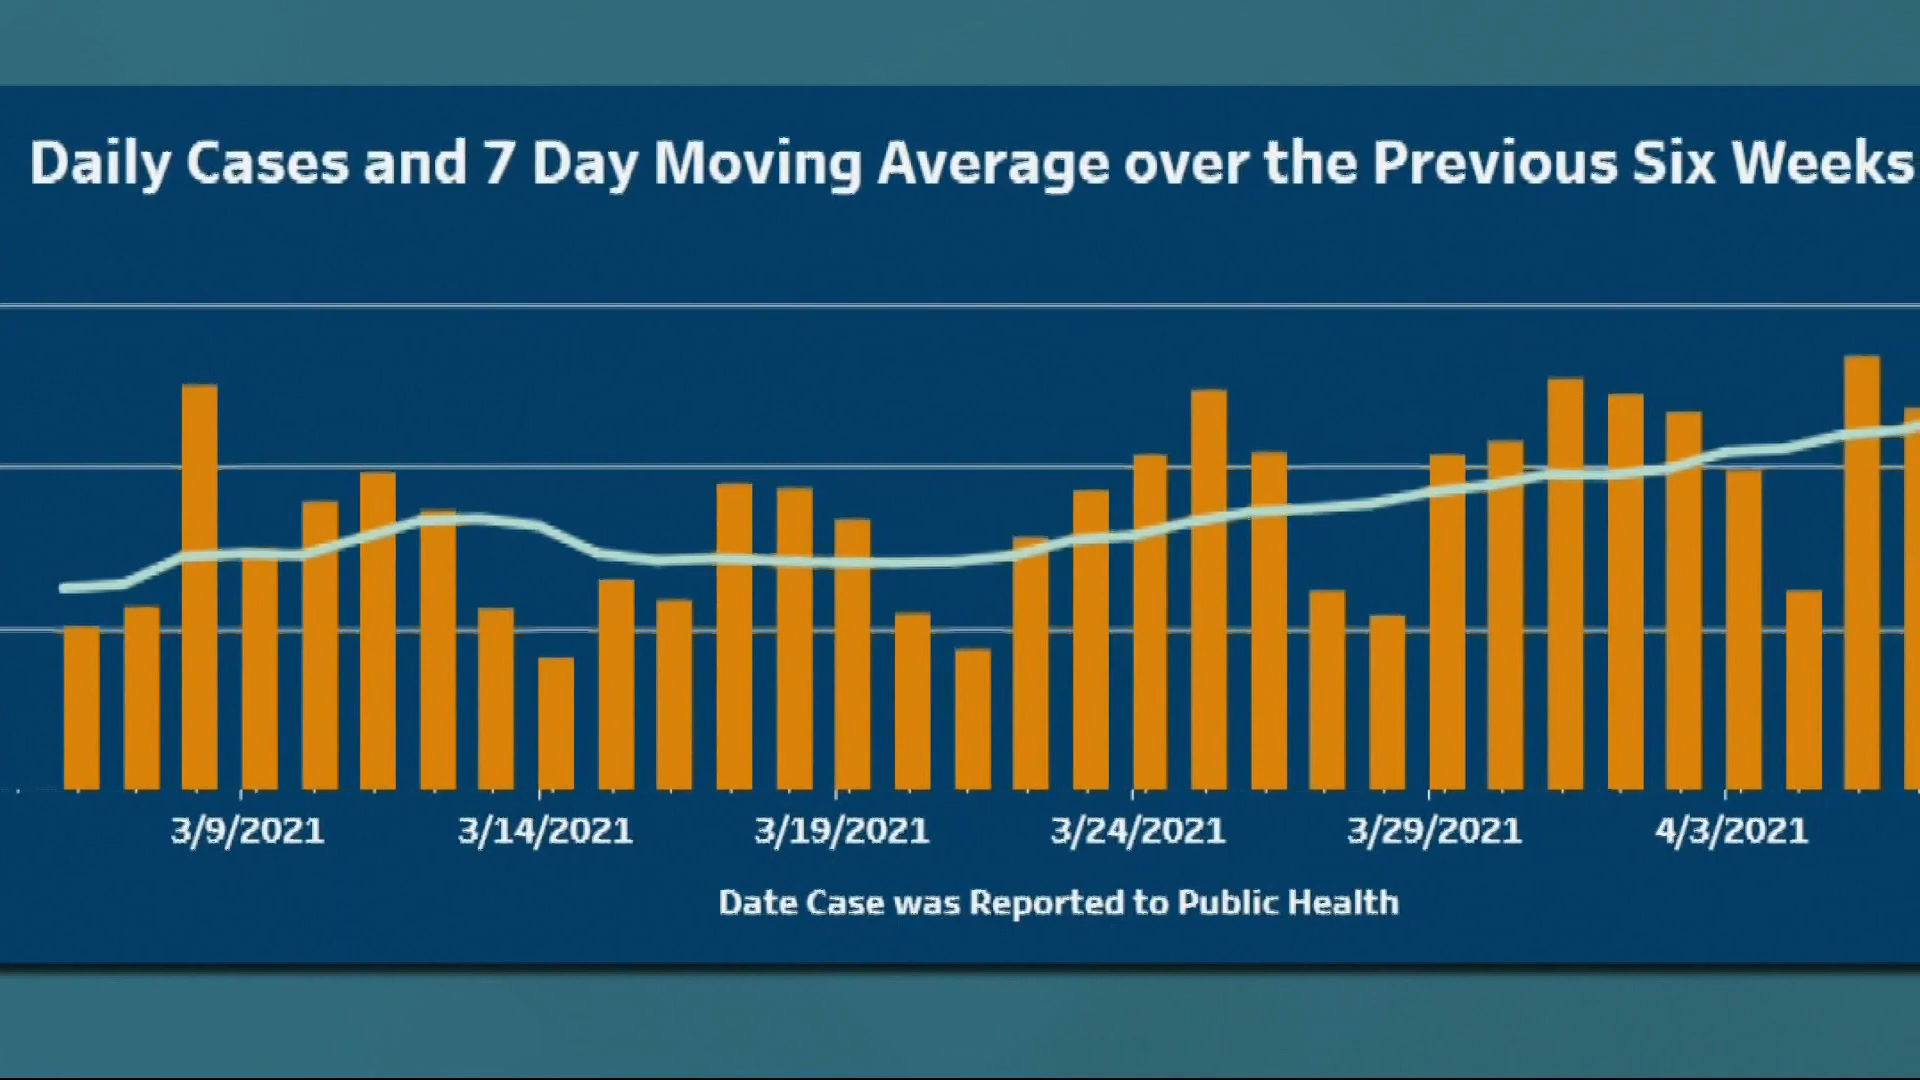 Daily Cases and 7 Day Moving Average over the Previous Six Weeks
3/9/2021 3/14/2021 3/19/2021 3/24/2021 3/29/2021 4/3/2021
Date Case was Reported to Public Health